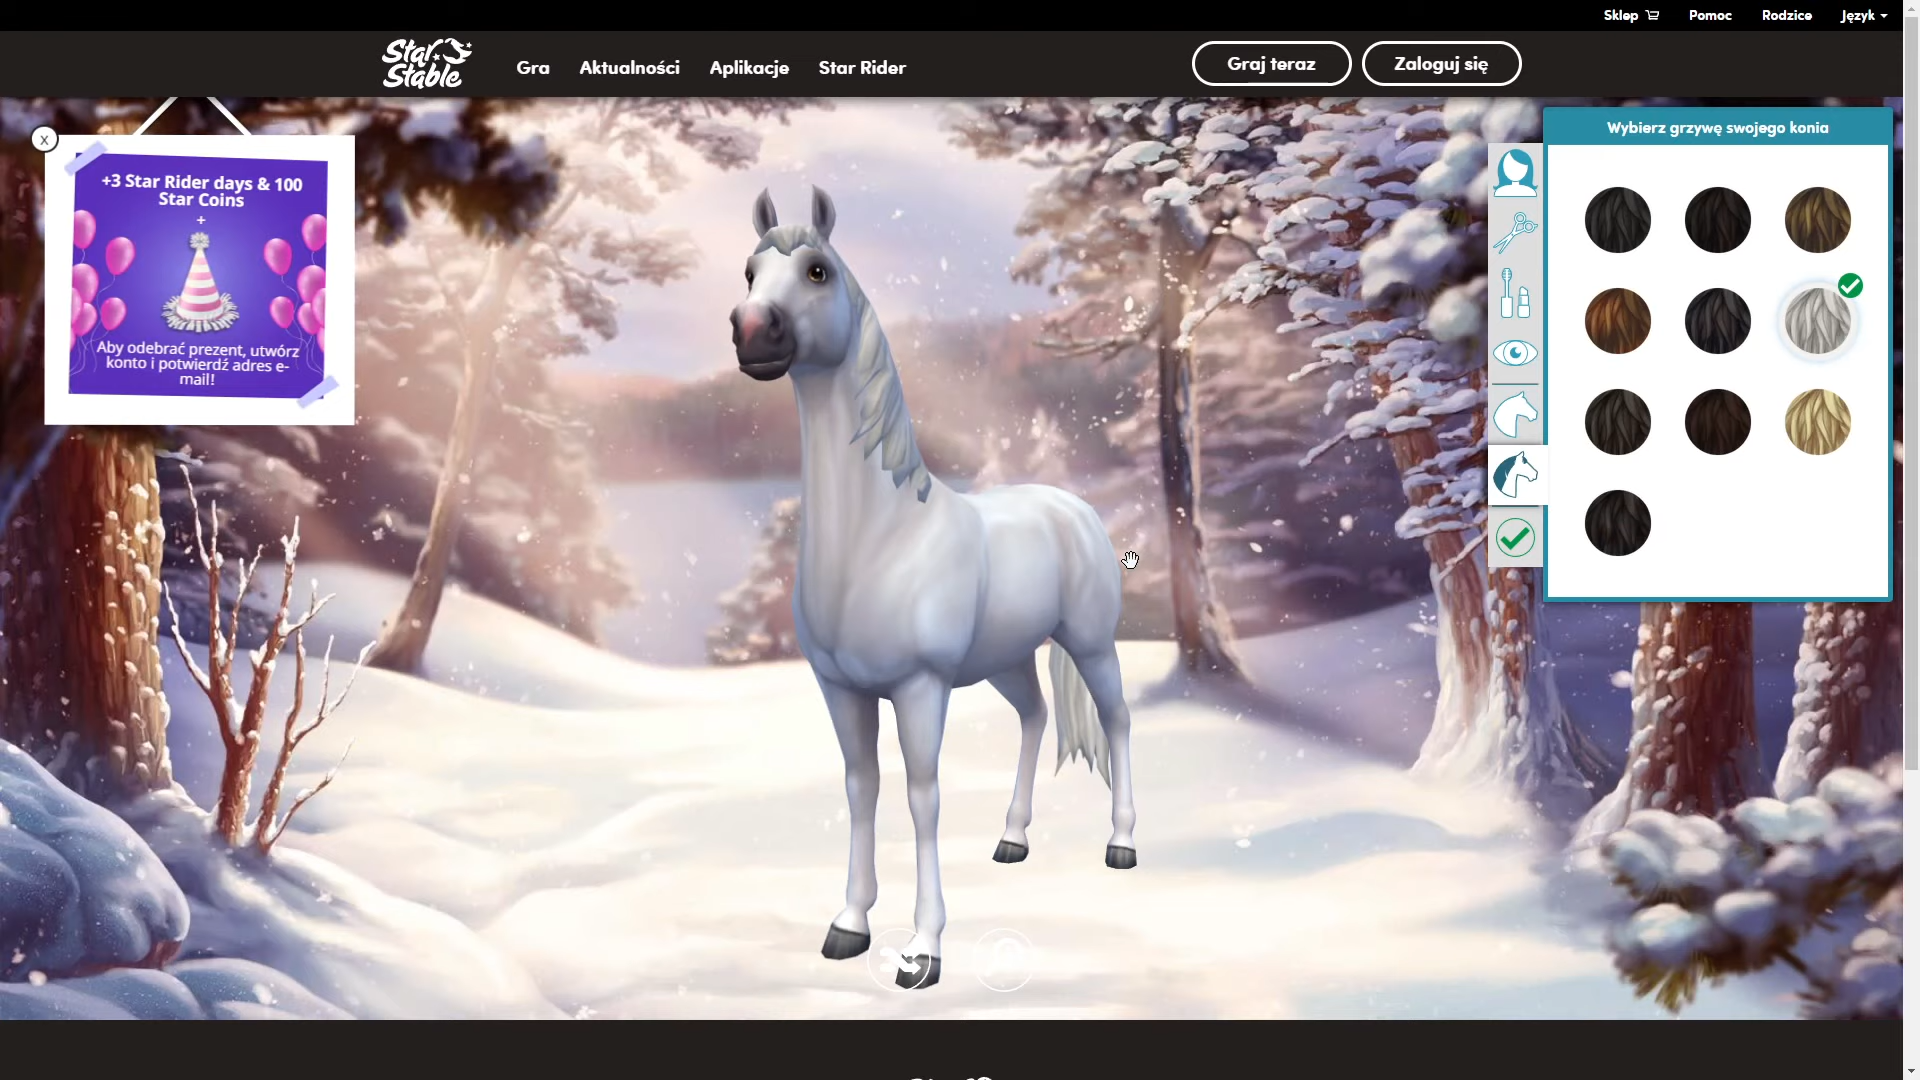 Sklep
Pomoc
Rodzice
Język
Star Stable
Gra
Aktualności
Aplikacje
Star Rider
Graj teraz
Zaloguj się
x
+3 Star Rider days & 100
Star Coins
+
Aby odebrać prezent, utwórz
konto i potwierdź adres e-
mail!
Wybierz grzywę swojego konia